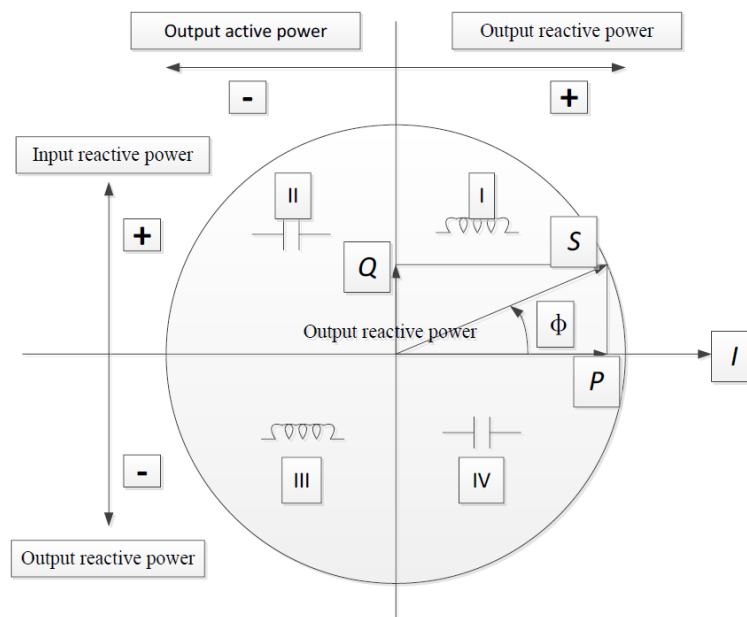 Output active power
Output reactive power
-
+
Input reactive power
II
I
+
S
Q
Output reactive power
ϕ
P
I
-
III
IV
Output reactive power